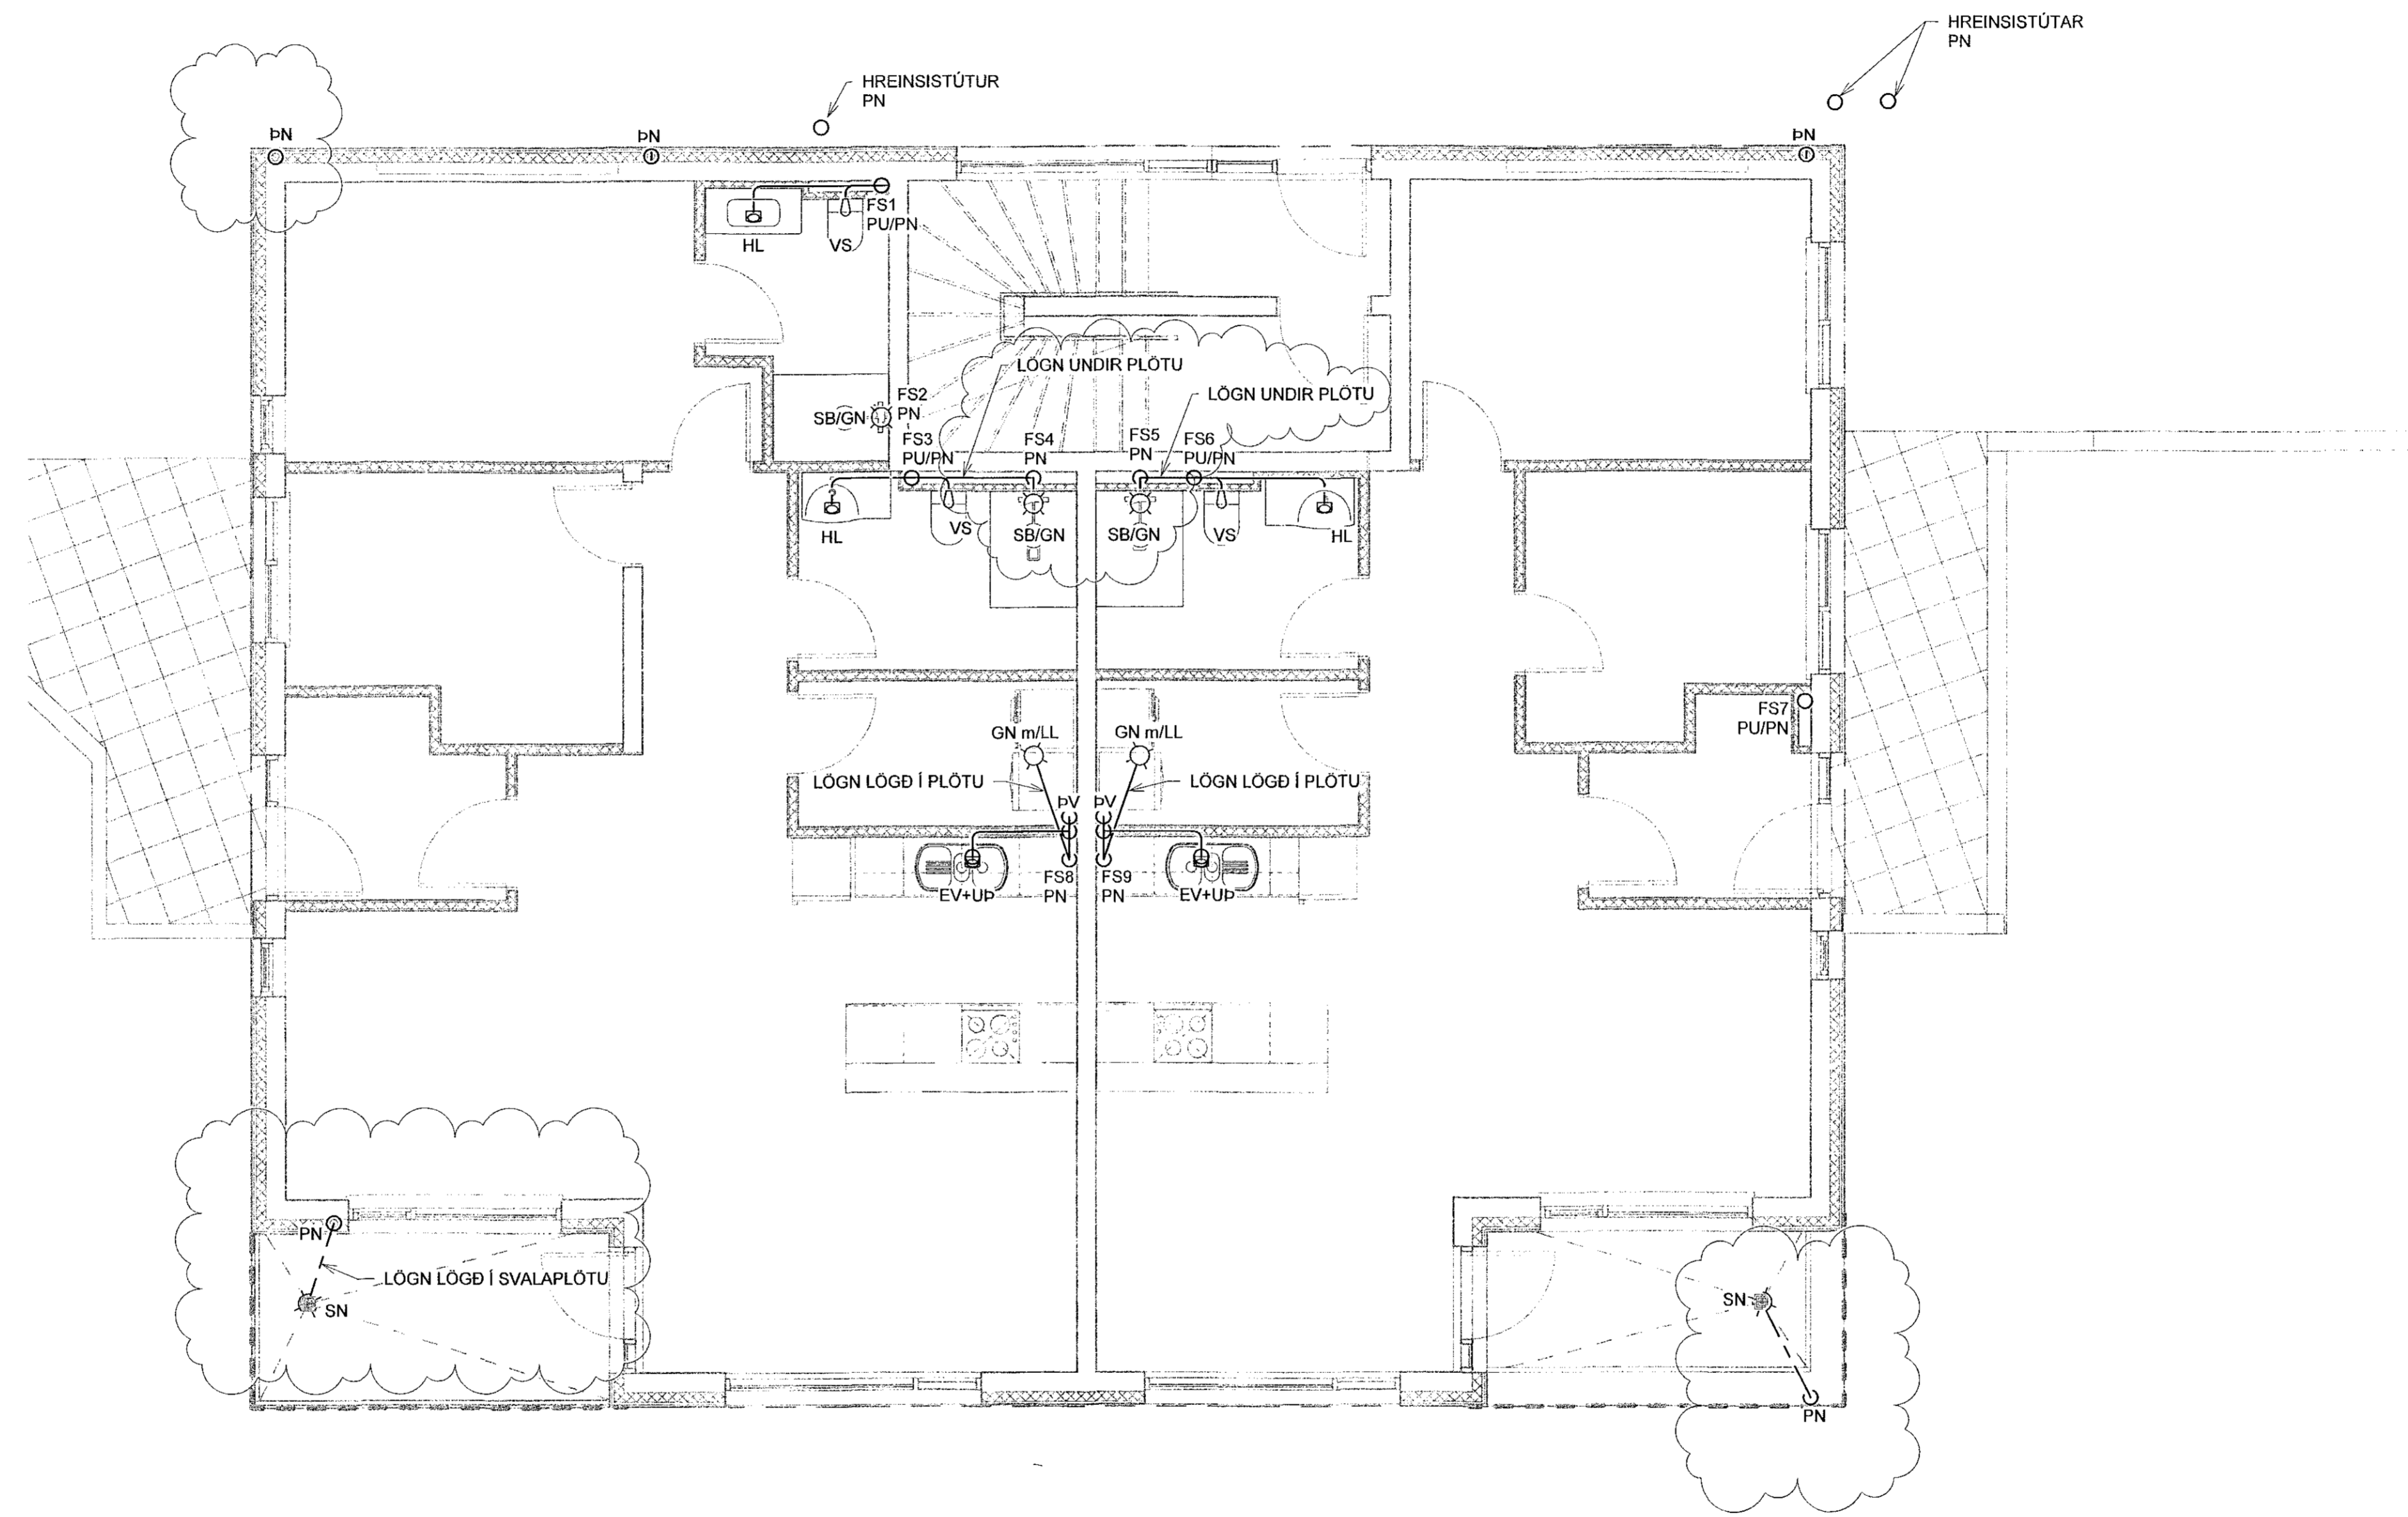 HREINSISTÚTAR
PN
HREINSISTÚTUR
PN
ÞN
ÞN
ÞN
FS1
PU/PN
HL
VS
LÖGN UNDIR PLÖTU
LÖGN UNDIR PLÖTU
FS2
PN
SB/GN
FS3
PU/PN
FS4
PN
FS5
PN
FS6
PU/PN
HL
VS
SB/GN
SB/GN
VS
HL
FS7
PU/PN
GN m/LL
GN m/LL
LÖGN LÖGÐ Í PLÖTU
LÖGN LÖGÐ Í PLÖTU
ÞV
ÞV
EV+UÞ
FS8
PN
FS9
PN
EV+UÞ
PN
LÖGN LÖGÐ Í SVALAPLÖTU
SN
SN
PN